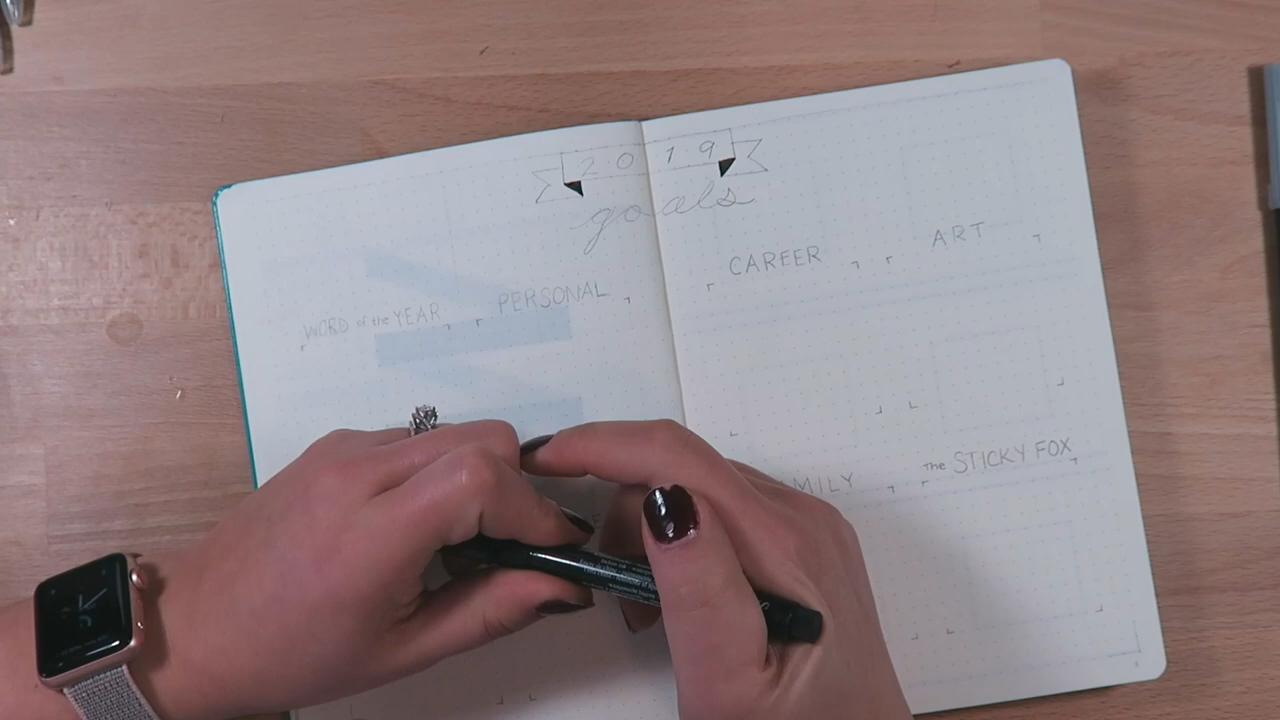 2019
goals
WORD of the YEAR
PERSONAL
CAREER
ART
MILY
The STICKY FOX